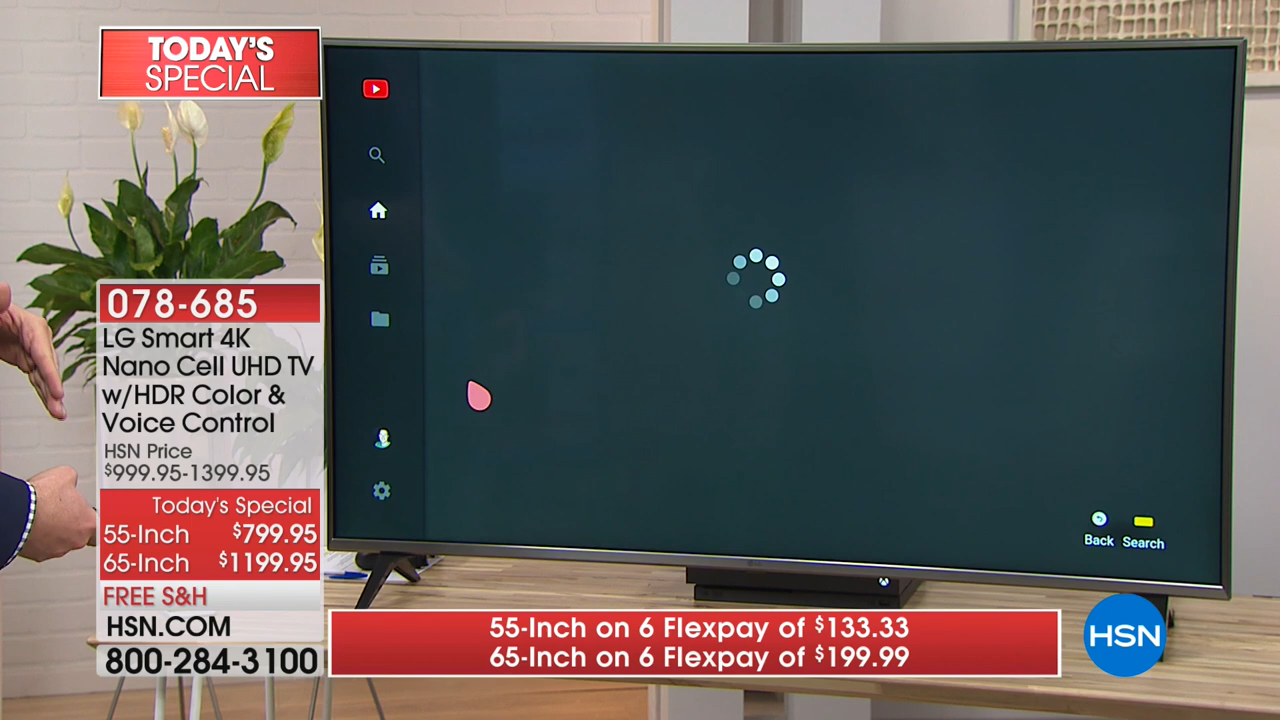 TODAY'S
SPECIAL
078-685
LG Smart 4K
Nano Cell UHD TV
w/HDR Color &
Voice Control
HSN Price
$999.95-1399.95
Today's Special
55-Inch $799.95
65-Inch $1199.95
FREE S&H
HSN.COM
800-284-3100
Back Search
LG
55-Inch on 6 Flexpay of $133.33
65-Inch on 6 Flexpay of $199.99
HSN